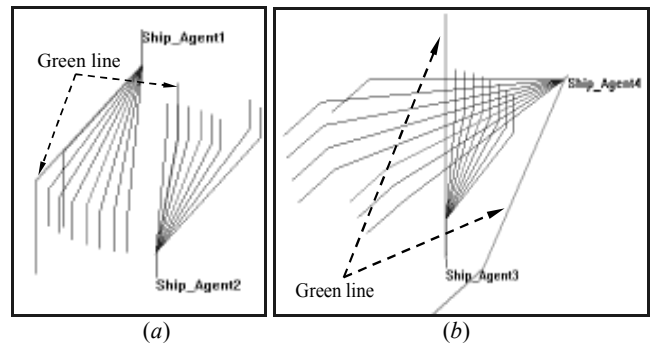 Ship_Agent1
Green line
Ship_Agent2
(a)
Ship_Agent4
Ship_Agent3
Green line
(b)